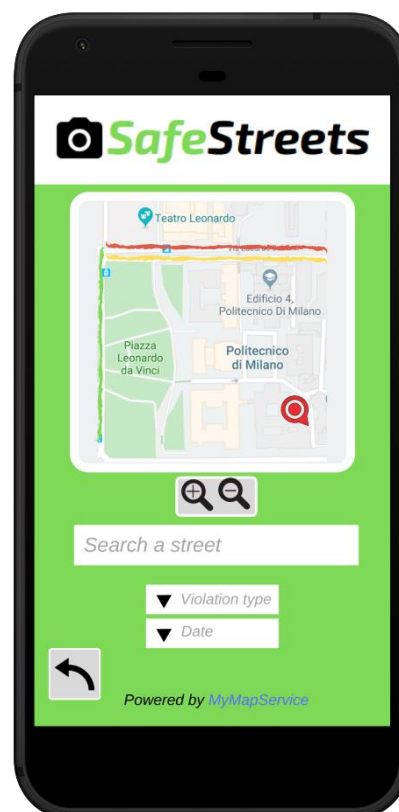 SafeStreets
Teatro Leonardo
Edificio 4,
Politecnico Di Milano
Piazza
Leonardo
da Vinci
Politecnico
di Milano
Search a street
Violation type
Date
Powered by MyMapService